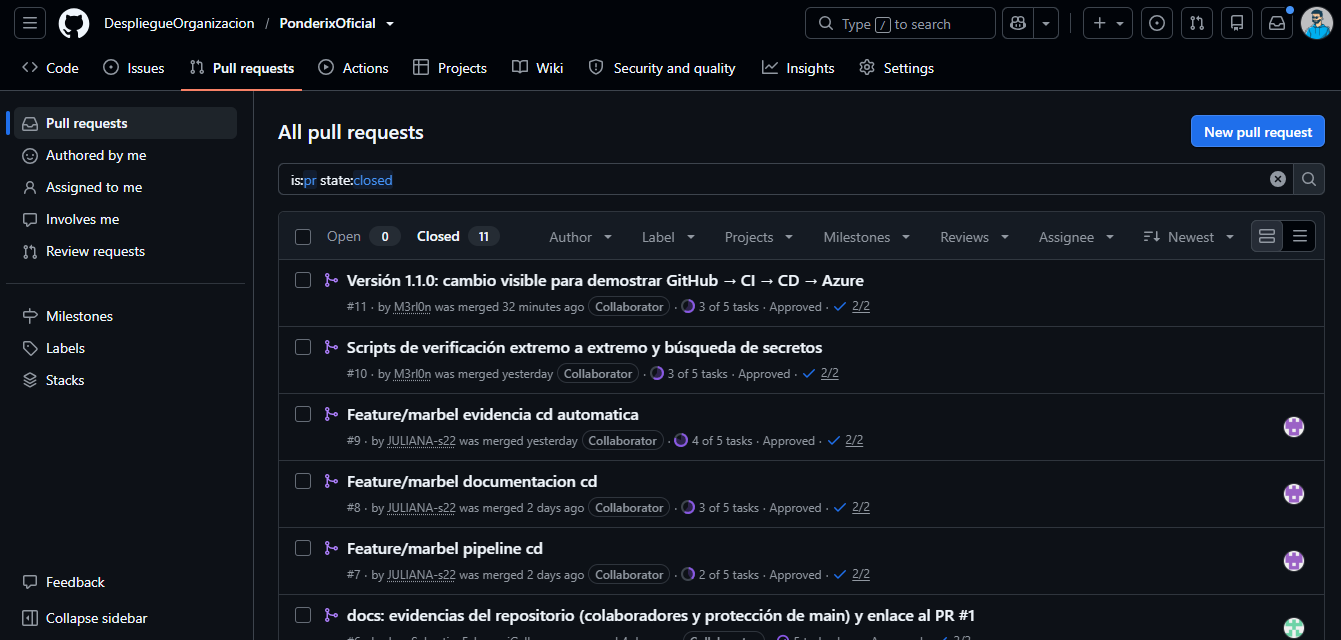 DespliegueOrganizacion / PonderixOficial
Type / to search
Code
Issues
Pull requests
Actions
Projects
Wiki
Security and quality
Insights
Settings
Pull requests
Authored by me
Assigned to me
Involves me
Review requests
Milestones
Labels
Stacks
Feedback
Collapse sidebar
All pull requests
New pull request
is:pr state:closed
Open 0 Closed 11 Author Label Projects Milestones Reviews Assignee Newest
Versión 1.1.0: cambio visible para demostrar GitHub → CI → CD → Azure
#11 · by M3rl0n was merged 32 minutes ago Collaborator · 3 of 5 tasks · Approved · 2/2
Scripts de verificación extremo a extremo y búsqueda de secretos
#10 · by M3rl0n was merged yesterday Collaborator · 3 of 5 tasks · Approved · 2/2
Feature/marbel evidencia cd automatica
#9 · by JULIANA-s22 was merged yesterday Collaborator · 4 of 5 tasks · Approved · 2/2
Feature/marbel documentacion cd
#8 · by JULIANA-s22 was merged 2 days ago Collaborator · 3 of 5 tasks · Approved · 2/2
Feature/marbel pipeline cd
#7 · by JULIANA-s22 was merged 2 days ago Collaborator · 2 of 5 tasks · Approved · 2/2
docs: evidencias del repositorio (colaboradores y protección de main) y enlace al PR #1